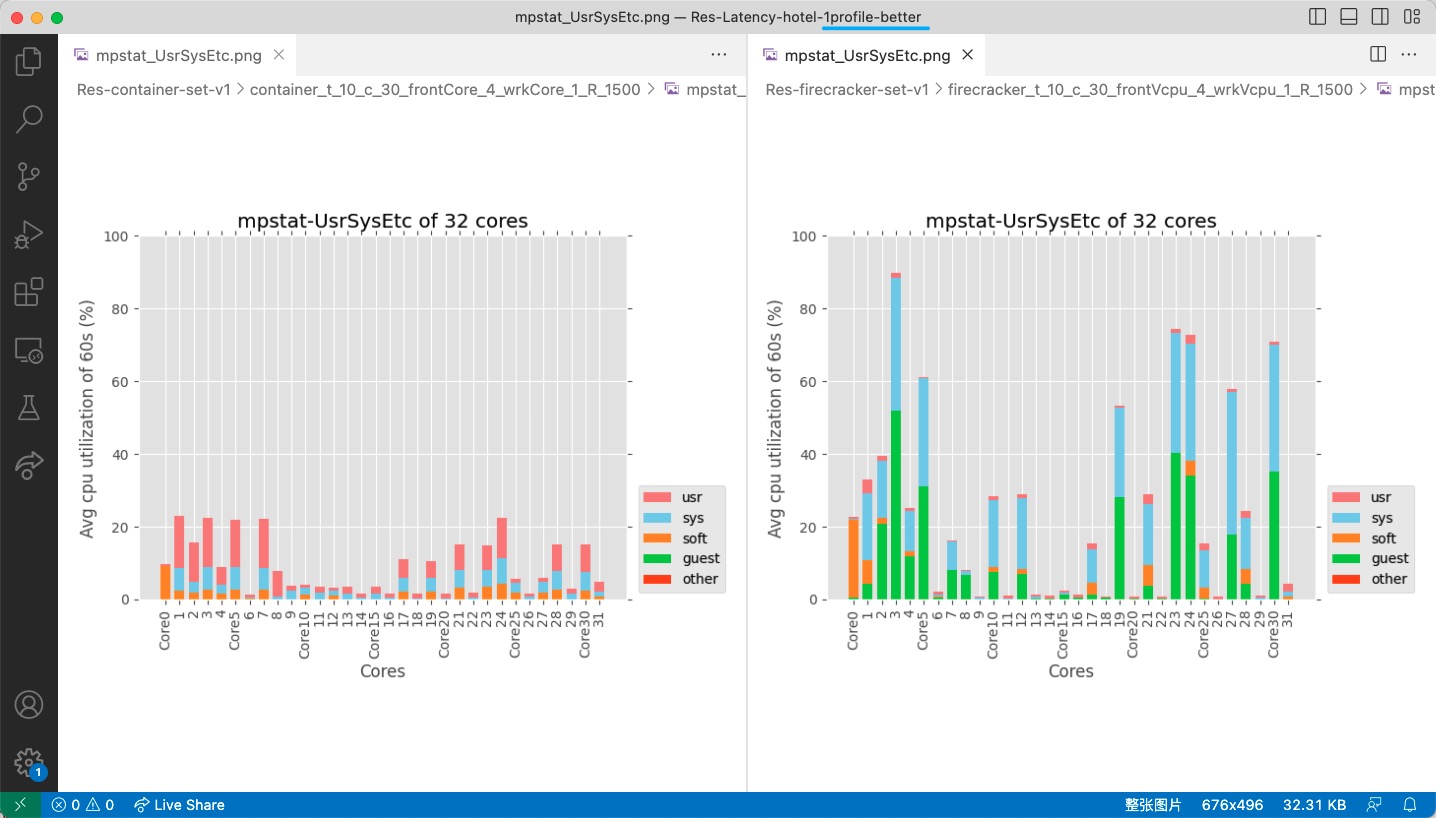 mpstat_UsrSysEtc.png — Res-Latency-hotel-1profile-better
mpstat_UsrSysEtc.png
Res-container-set-v1 > container_t_10_c_30_frontCore_4_wrkCore_1_R_1500 > mpstat_
mpstat-UsrSysEtc of 32 cores
Avg cpu utilization of 60s (%)
100
80
60
40
20
0
Core0 1 2 3 4 Core5 6 7 8 9 Core10 11 12 13 14 Core15 16 17 18 19 Core20 21 22 23 24 Core25 26 27 28 29 Core30 31
Cores
usr
sys
soft
guest
other
mpstat_UsrSysEtc.png
Res-firecracker-set-v1 > firecracker_t_10_c_30_frontVcpu_4_wrkVcpu_1_R_1500 > mpst
mpstat-UsrSysEtc of 32 cores
Avg cpu utilization of 60s (%)
100
80
60
40
20
0
Core0 1 2 3 4 Core5 6 7 8 9 Core10 11 12 13 14 Core15 16 17 18 19 Core20 21 22 23 24 Core25 26 27 28 29 Core30 31
Cores
usr
sys
soft
guest
other
1
0 0 Live Share 整张图片 676x496 32.31 KB